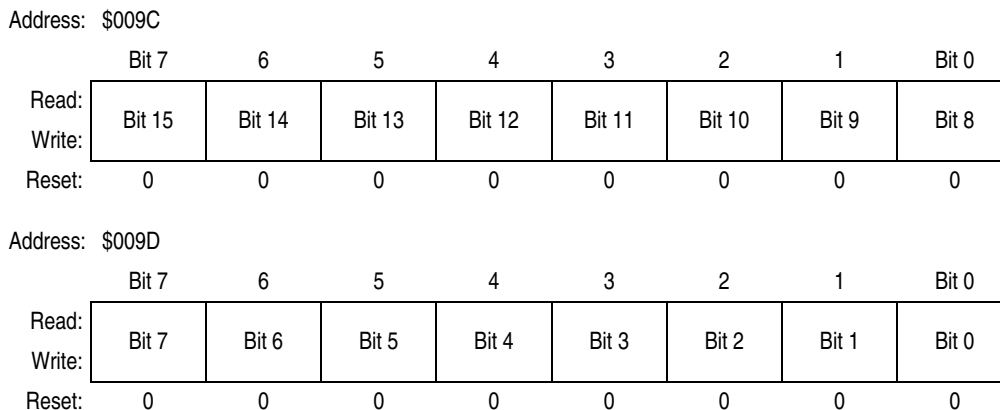 Address: $009C
Bit 7 6 5 4 3 2 1 Bit 0
Read:
Bit 15 Bit 14 Bit 13 Bit 12 Bit 11 Bit 10 Bit 9 Bit 8
Write:
Reset: 0 0 0 0 0 0 0 0
Address: $009D
Bit 7 6 5 4 3 2 1 Bit 0
Read:
Bit 7 Bit 6 Bit 5 Bit 4 Bit 3 Bit 2 Bit 1 Bit 0
Write:
Reset: 0 0 0 0 0 0 0 0